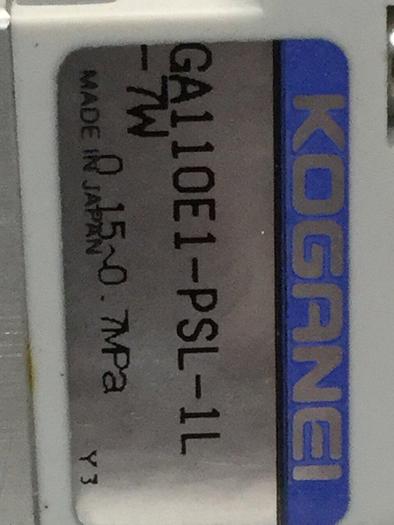 KOGANEI
GA110E1-PSL-1L
-7W
0.15~0.7MPa
MADE IN JAPAN
Y3